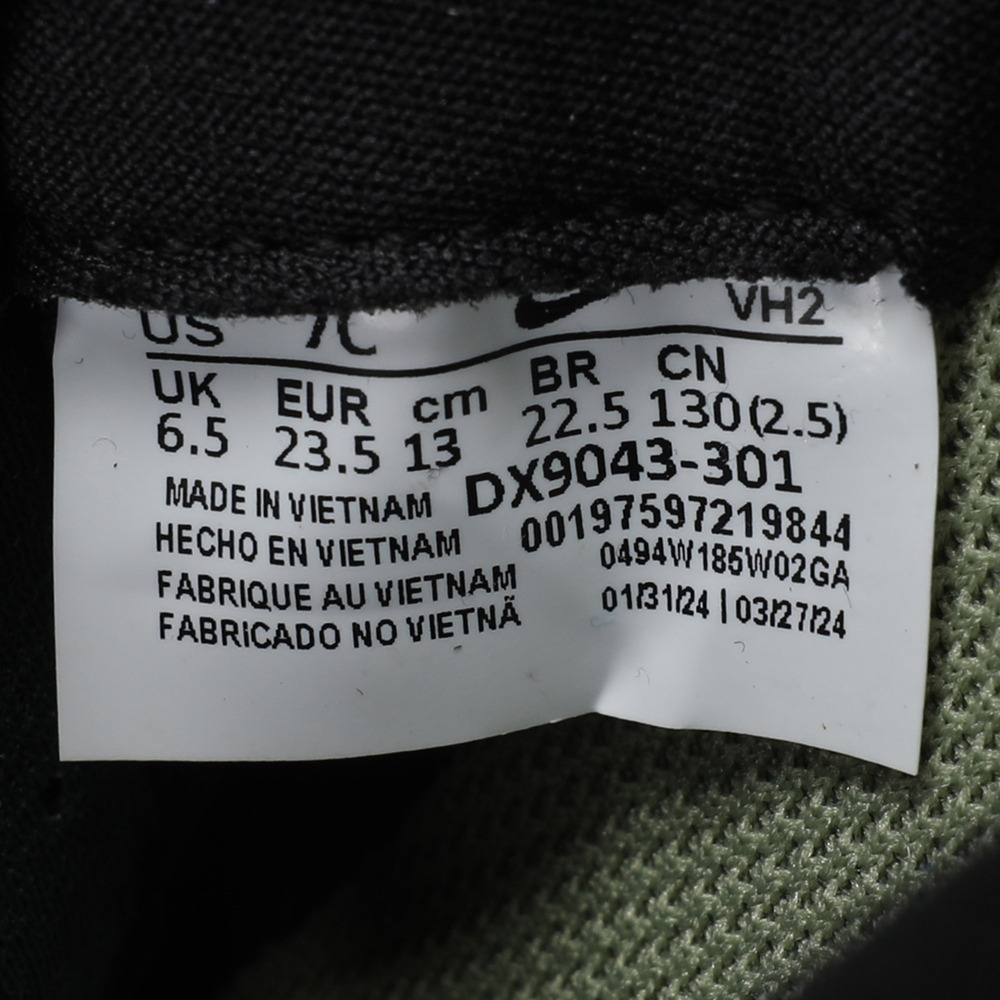 US 7C VH2
UK EUR cm BR CN
6.5 23.5 13 22.5 130(2.5)
DX9043-301
MADE IN VIETNAM 00197597219844
HECHO EN VIETNAM 0494W185W02GA
FABRIQUE AU VIETNAM 01/31/24 | 03/27/24
FABRICADO NO VIETNÃ